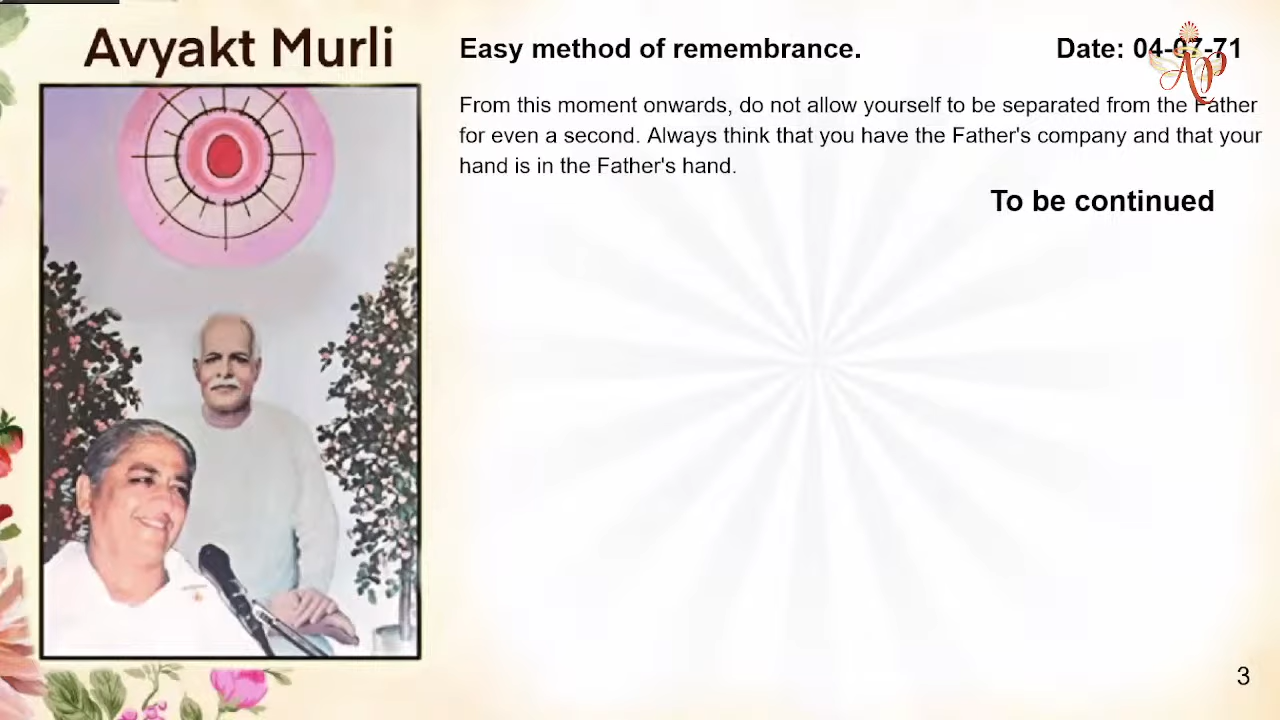 Avyakt Murli
Easy method of remembrance.
Date: 04-07-71
From this moment onwards, do not allow yourself to be separated from the Father
for even a second. Always think that you have the Father's company and that your
hand is in the Father's hand.
To be continued
3